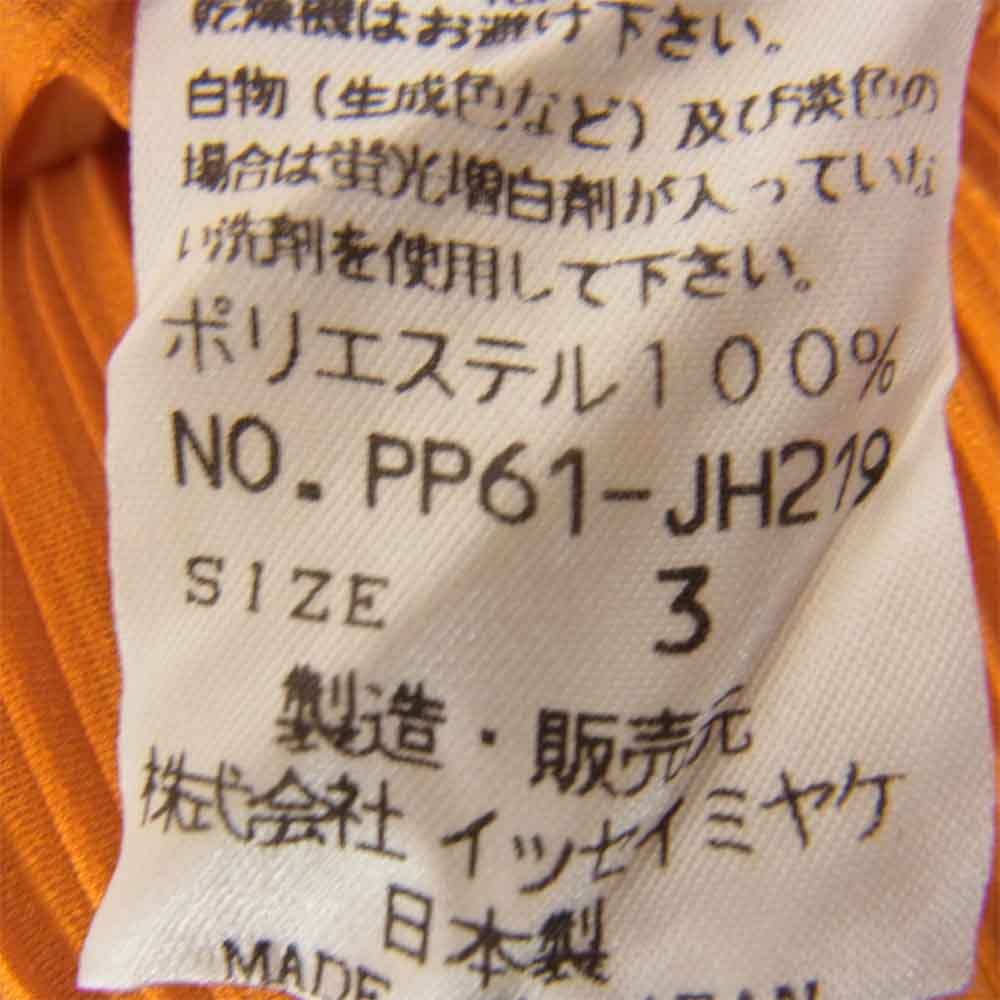 乾燥機はお避け下さい。
白物（生成色など）及び淡色の
場合は蛍光増白剤が入っていな
い洗剤を使用して下さい。
ポリエステル１００％
NO. PP61-JH219
SIZE 3
製造・販売元
株式会社 イッセイミヤケ
日本製
MADE